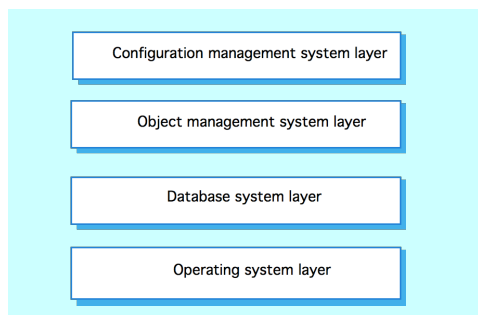 Configuration management system layer
Object management system layer
Database system layer
Operating system layer